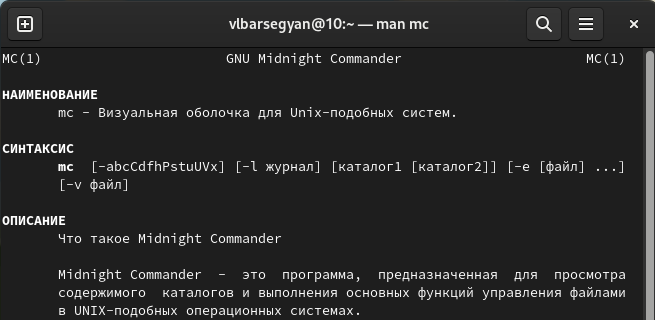 vlbarsegyan@10:~ — man mc
MC(1) GNU Midnight Commander MC(1)
НАИМЕНОВАНИЕ
mc - Визуальная оболочка для Unix-подобных систем.
СИНТАКСИС
mc [-abcCdfhPstuUVx] [-l журнал] [каталог1 [каталог2]] [-e [файл] ...]
[-v файл]
ОПИСАНИЕ
Что такое Midnight Commander
Midnight Commander - это программа, предназначенная для просмотра
содержимого каталогов и выполнения основных функций управления файлами
в UNIX-подобных операционных системах.